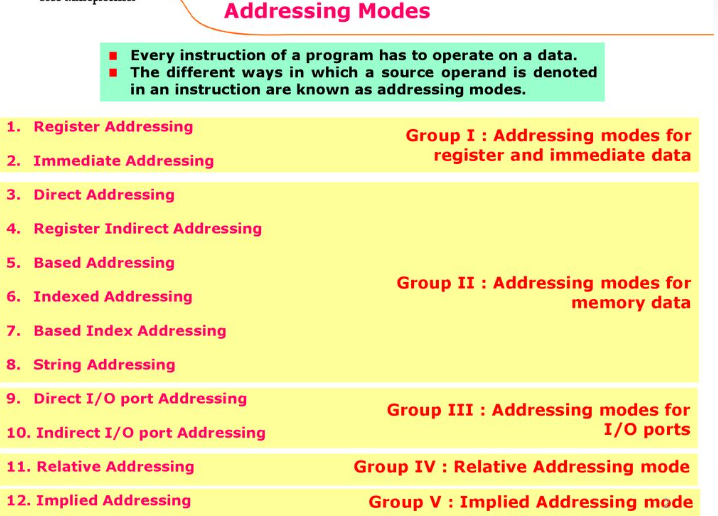 Addressing Modes
Every instruction of a program has to operate on a data.
The different ways in which a source operand is denoted
in an instruction are known as addressing modes.
1. Register Addressing
2. Immediate Addressing
Group I : Addressing modes for
register and immediate data
3. Direct Addressing
4. Register Indirect Addressing
5. Based Addressing
6. Indexed Addressing
7. Based Index Addressing
8. String Addressing
Group II : Addressing modes for
memory data
9. Direct I/O port Addressing
10. Indirect I/O port Addressing
Group III : Addressing modes for
I/O ports
11. Relative Addressing
Group IV : Relative Addressing mode
12. Implied Addressing
Group V : Implied Addressing mode